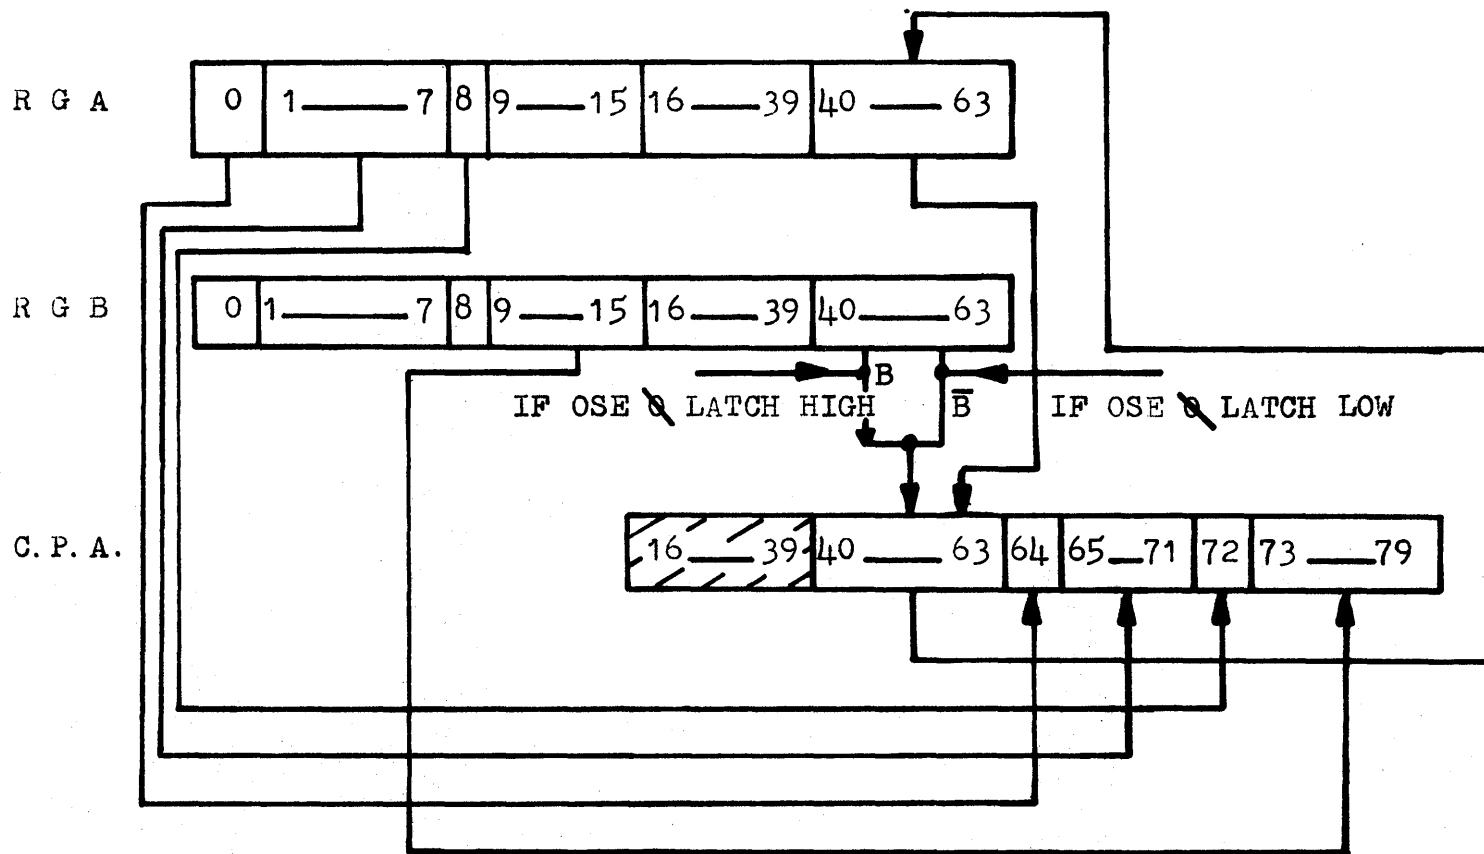 R G A 0 1 7 8 9 15 16 39 40 63
R G B 0 1 7 8 9 15 16 39 40 63
B
IF OSE 0 LATCH HIGH B̅ IF OSE 0 LATCH LOW
C.P.A. 16 39 40 63 64 65 71 72 73 79